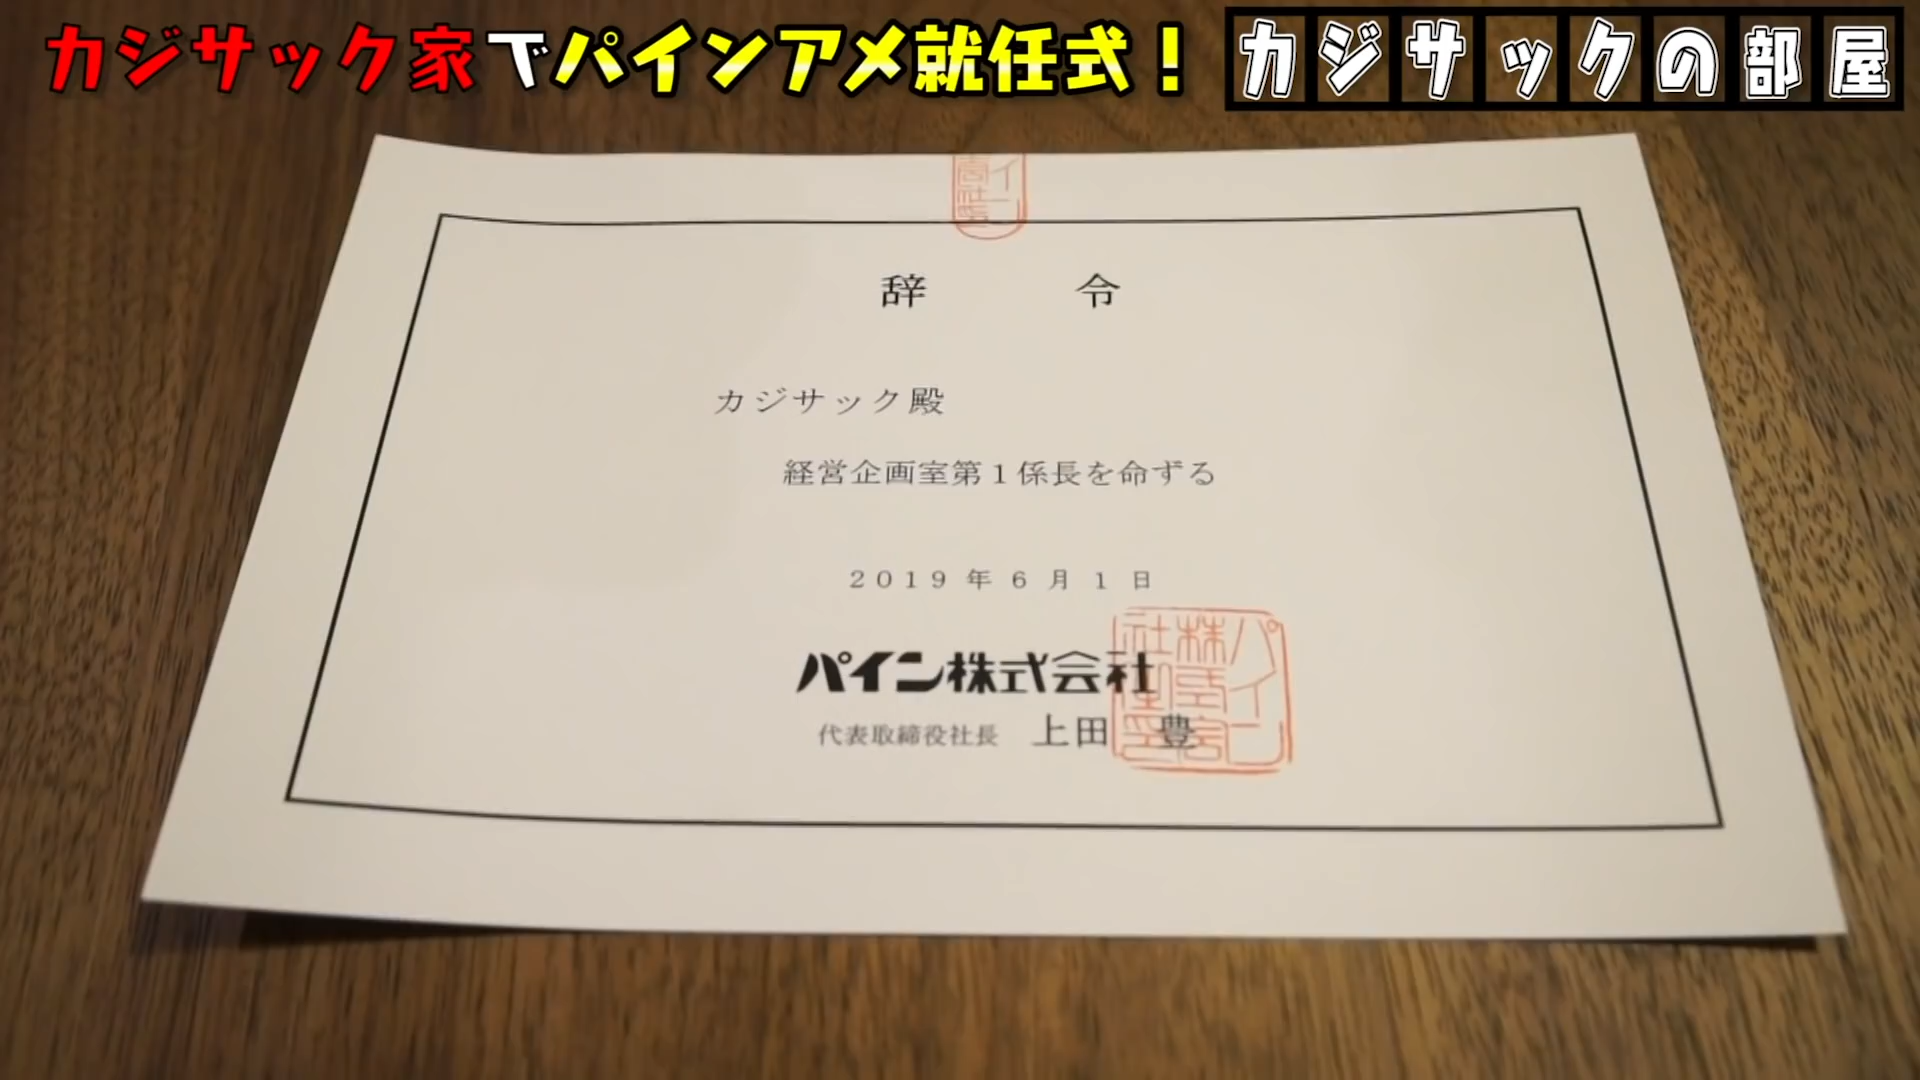 カジサック家でパインアメ就任式！
カジサックの部屋
辞令
カジサック殿
経営企画室第1係長を命ずる
2019年6月1日
パイン株式会社
代表取締役社長 上田 豊